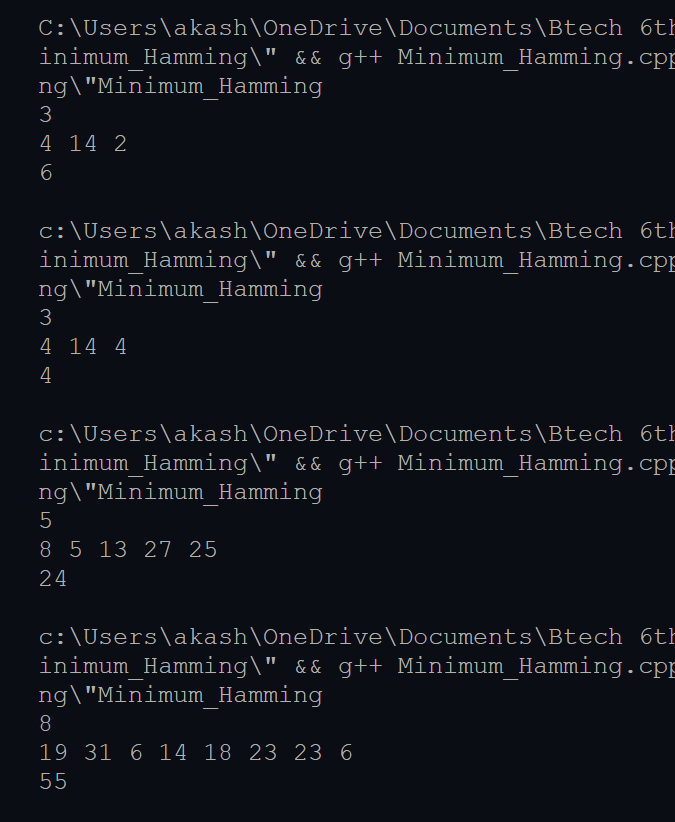 C:\Users\akash\OneDrive\Documents\Btech 6th
inimum_Hamming\" && g++ Minimum_Hamming.cpp
ng\"Minimum_Hamming
3
4 14 2
6
c:\Users\akash\OneDrive\Documents\Btech 6th
inimum_Hamming\" && g++ Minimum_Hamming.cpp
ng\"Minimum_Hamming
3
4 14 4
4
c:\Users\akash\OneDrive\Documents\Btech 6th
inimum_Hamming\" && g++ Minimum_Hamming.cpp
ng\"Minimum_Hamming
5
8 5 13 27 25
24
c:\Users\akash\OneDrive\Documents\Btech 6th
inimum_Hamming\" && g++ Minimum_Hamming.cpp
ng\"Minimum_Hamming
8
19 31 6 14 18 23 23 6
55